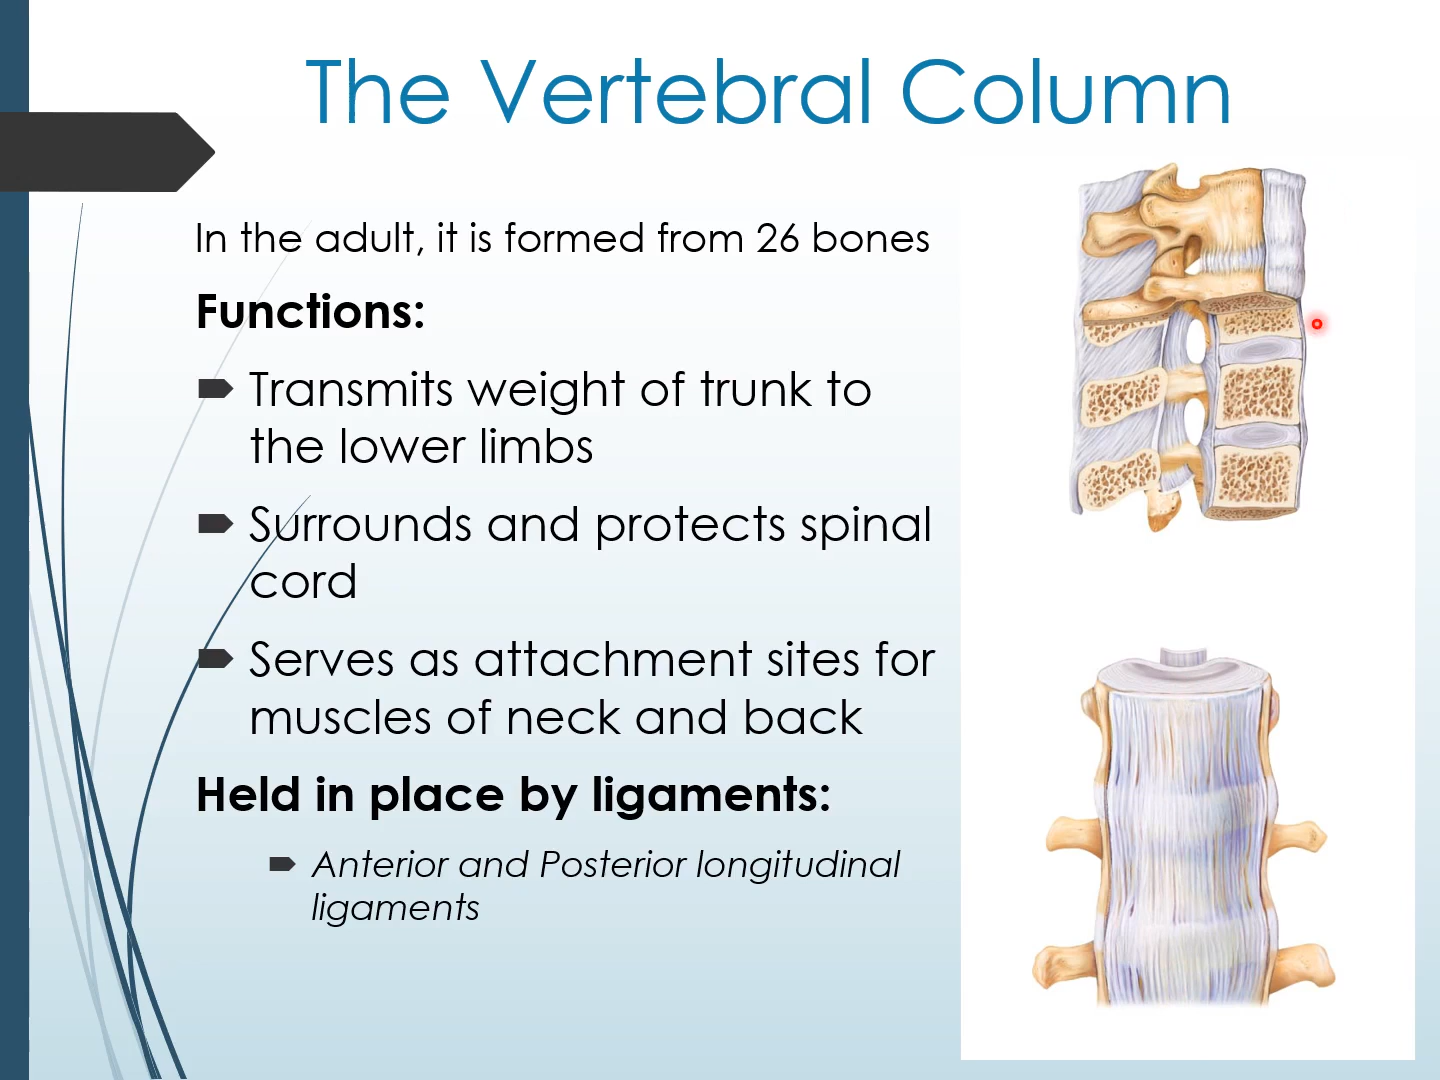 The Vertebral Column
In the adult, it is formed from 26 bones
Functions:
Transmits weight of trunk to
the lower limbs
Surrounds and protects spinal
cord
Serves as attachment sites for
muscles of neck and back
Held in place by ligaments:
Anterior and Posterior longitudinal
ligaments